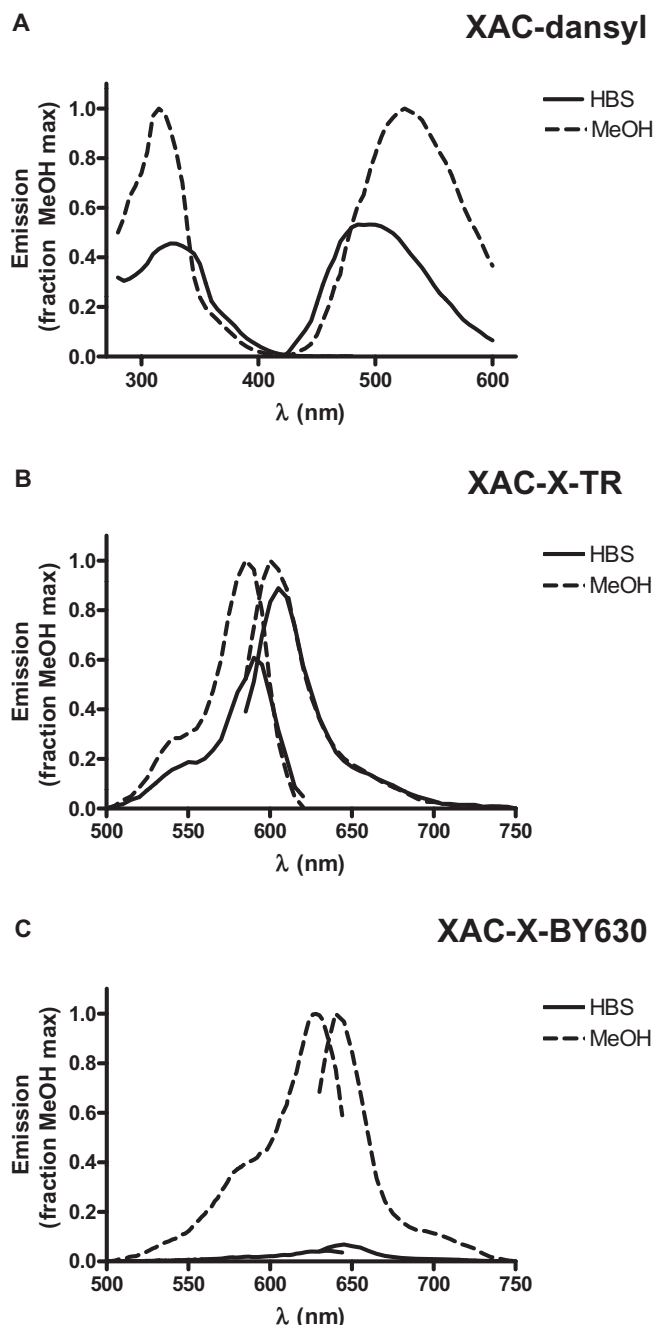 A
XAC-dansyl
HBS
MeOH
Emission
(fraction MeOH max)
1.0
0.8
0.6
0.4
0.2
0.0
300 400 500 600
λ (nm)
B
XAC-X-TR
HBS
MeOH
Emission
(fraction MeOH max)
1.0
0.8
0.6
0.4
0.2
0.0
500 550 600 650 700 750
λ (nm)
C
XAC-X-BY630
HBS
MeOH
Emission
(fraction MeOH max)
1.0
0.8
0.6
0.4
0.2
0.0
500 550 600 650 700 750
λ (nm)